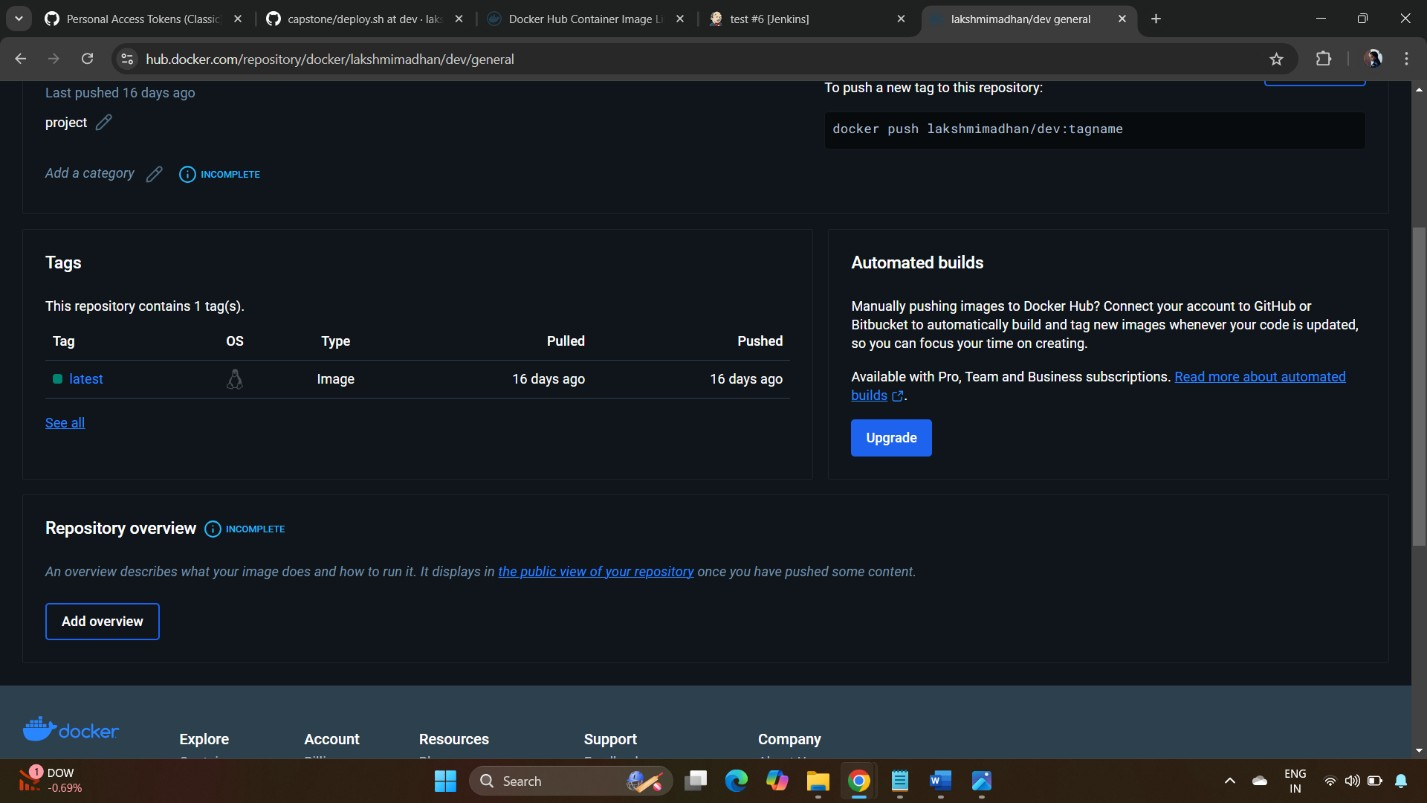 Personal Access Tokens (Classic
capstone/deploy.sh at dev · lak
Docker Hub Container Image Li
test #6 [Jenkins]
lakshmimadhan/dev general
hub.docker.com/repository/docker/lakshmimadhan/dev/general
Last pushed 16 days ago
To push a new tag to this repository:
project
docker push lakshmimadhan/dev:tagname
Add a category
INCOMPLETE
Tags
This repository contains 1 tag(s).
Tag OS Type Pulled Pushed
latest Image 16 days ago 16 days ago
See all
Automated builds
Manually pushing images to Docker Hub? Connect your account to GitHub or
Bitbucket to automatically build and tag new images whenever your code is updated,
so you can focus your time on creating.
Available with Pro, Team and Business subscriptions. Read more about automated
builds .
Upgrade
Repository overview INCOMPLETE
An overview describes what your image does and how to run it. It displays in the public view of your repository once you have pushed some content.
Add overview
docker
Explore Account Resources Support Company
1
DOW
-0.69%
Search
ENG
IN